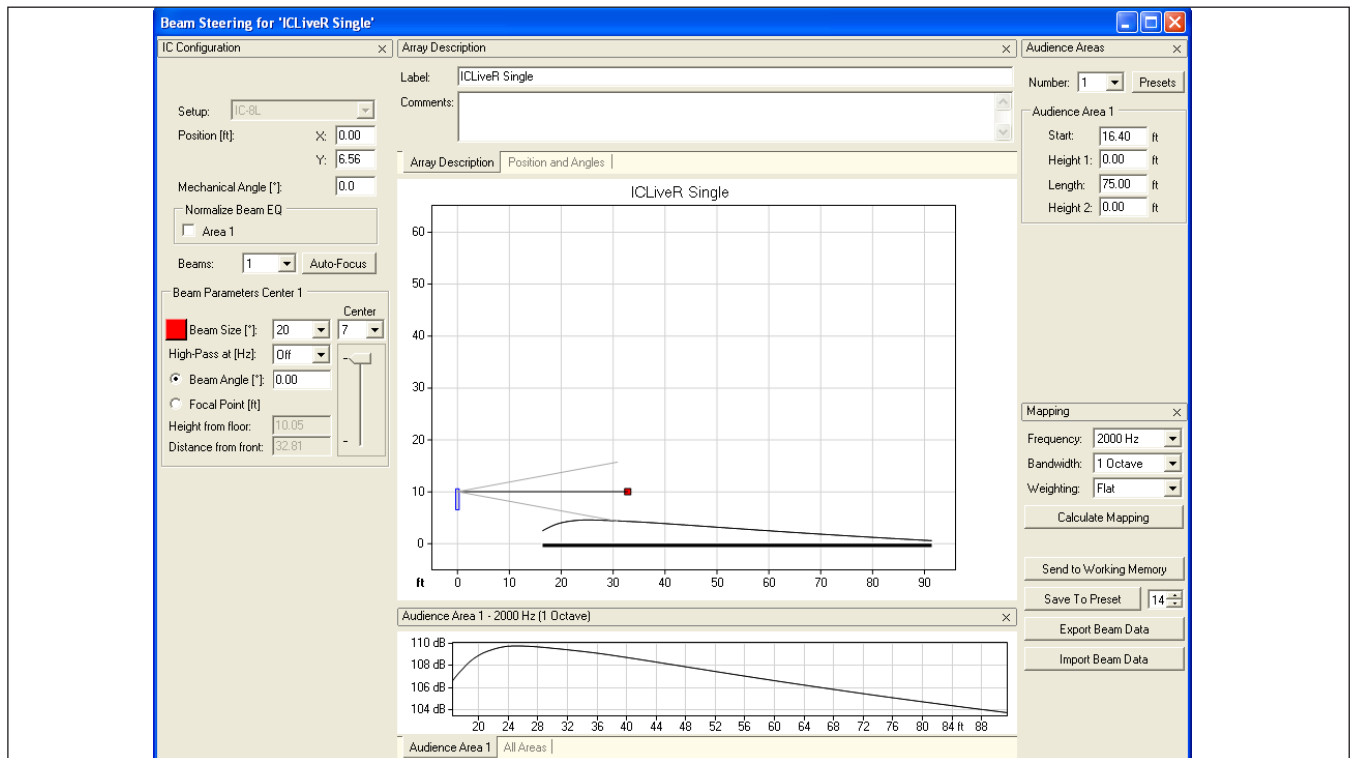 Beam Steering for 'ICLiveR Single'
IC Configuration
Setup: IC-8L
Position [ft]: X: 0.00
Y: 6.56
Mechanical Angle [°]: 0.0
Normalize Beam EQ
Area 1
Beams: 1 Auto-Focus
Beam Parameters Center 1
Center
Beam Size [°]: 20 7
High-Pass at [Hz]: Off
Beam Angle [°]: 0.00
Focal Point [ft]
Height from floor: 10.05
Distance from front: 32.81
Array Description
Label: ICLiveR Single
Comments:
Array Description Position and Angles
ICLiveR Single
60
50
40
30
20
10
0
ft 0 10 20 30 40 50 60 70 80 90
Audience Area 1 - 2000 Hz (1 Octave)
110 dB
108 dB
106 dB
104 dB
20 24 28 32 36 40 44 48 52 56 60 64 68 72 76 80 84 ft 88
Audience Area 1 All Areas
Audience Areas
Number: 1 Presets
Audience Area 1
Start: 16.40 ft
Height 1: 0.00 ft
Length: 75.00 ft
Height 2: 0.00 ft
Mapping
Frequency: 2000 Hz
Bandwidth: 1 Octave
Weighting: Flat
Calculate Mapping
Send to Working Memory
Save To Preset 14
Export Beam Data
Import Beam Data